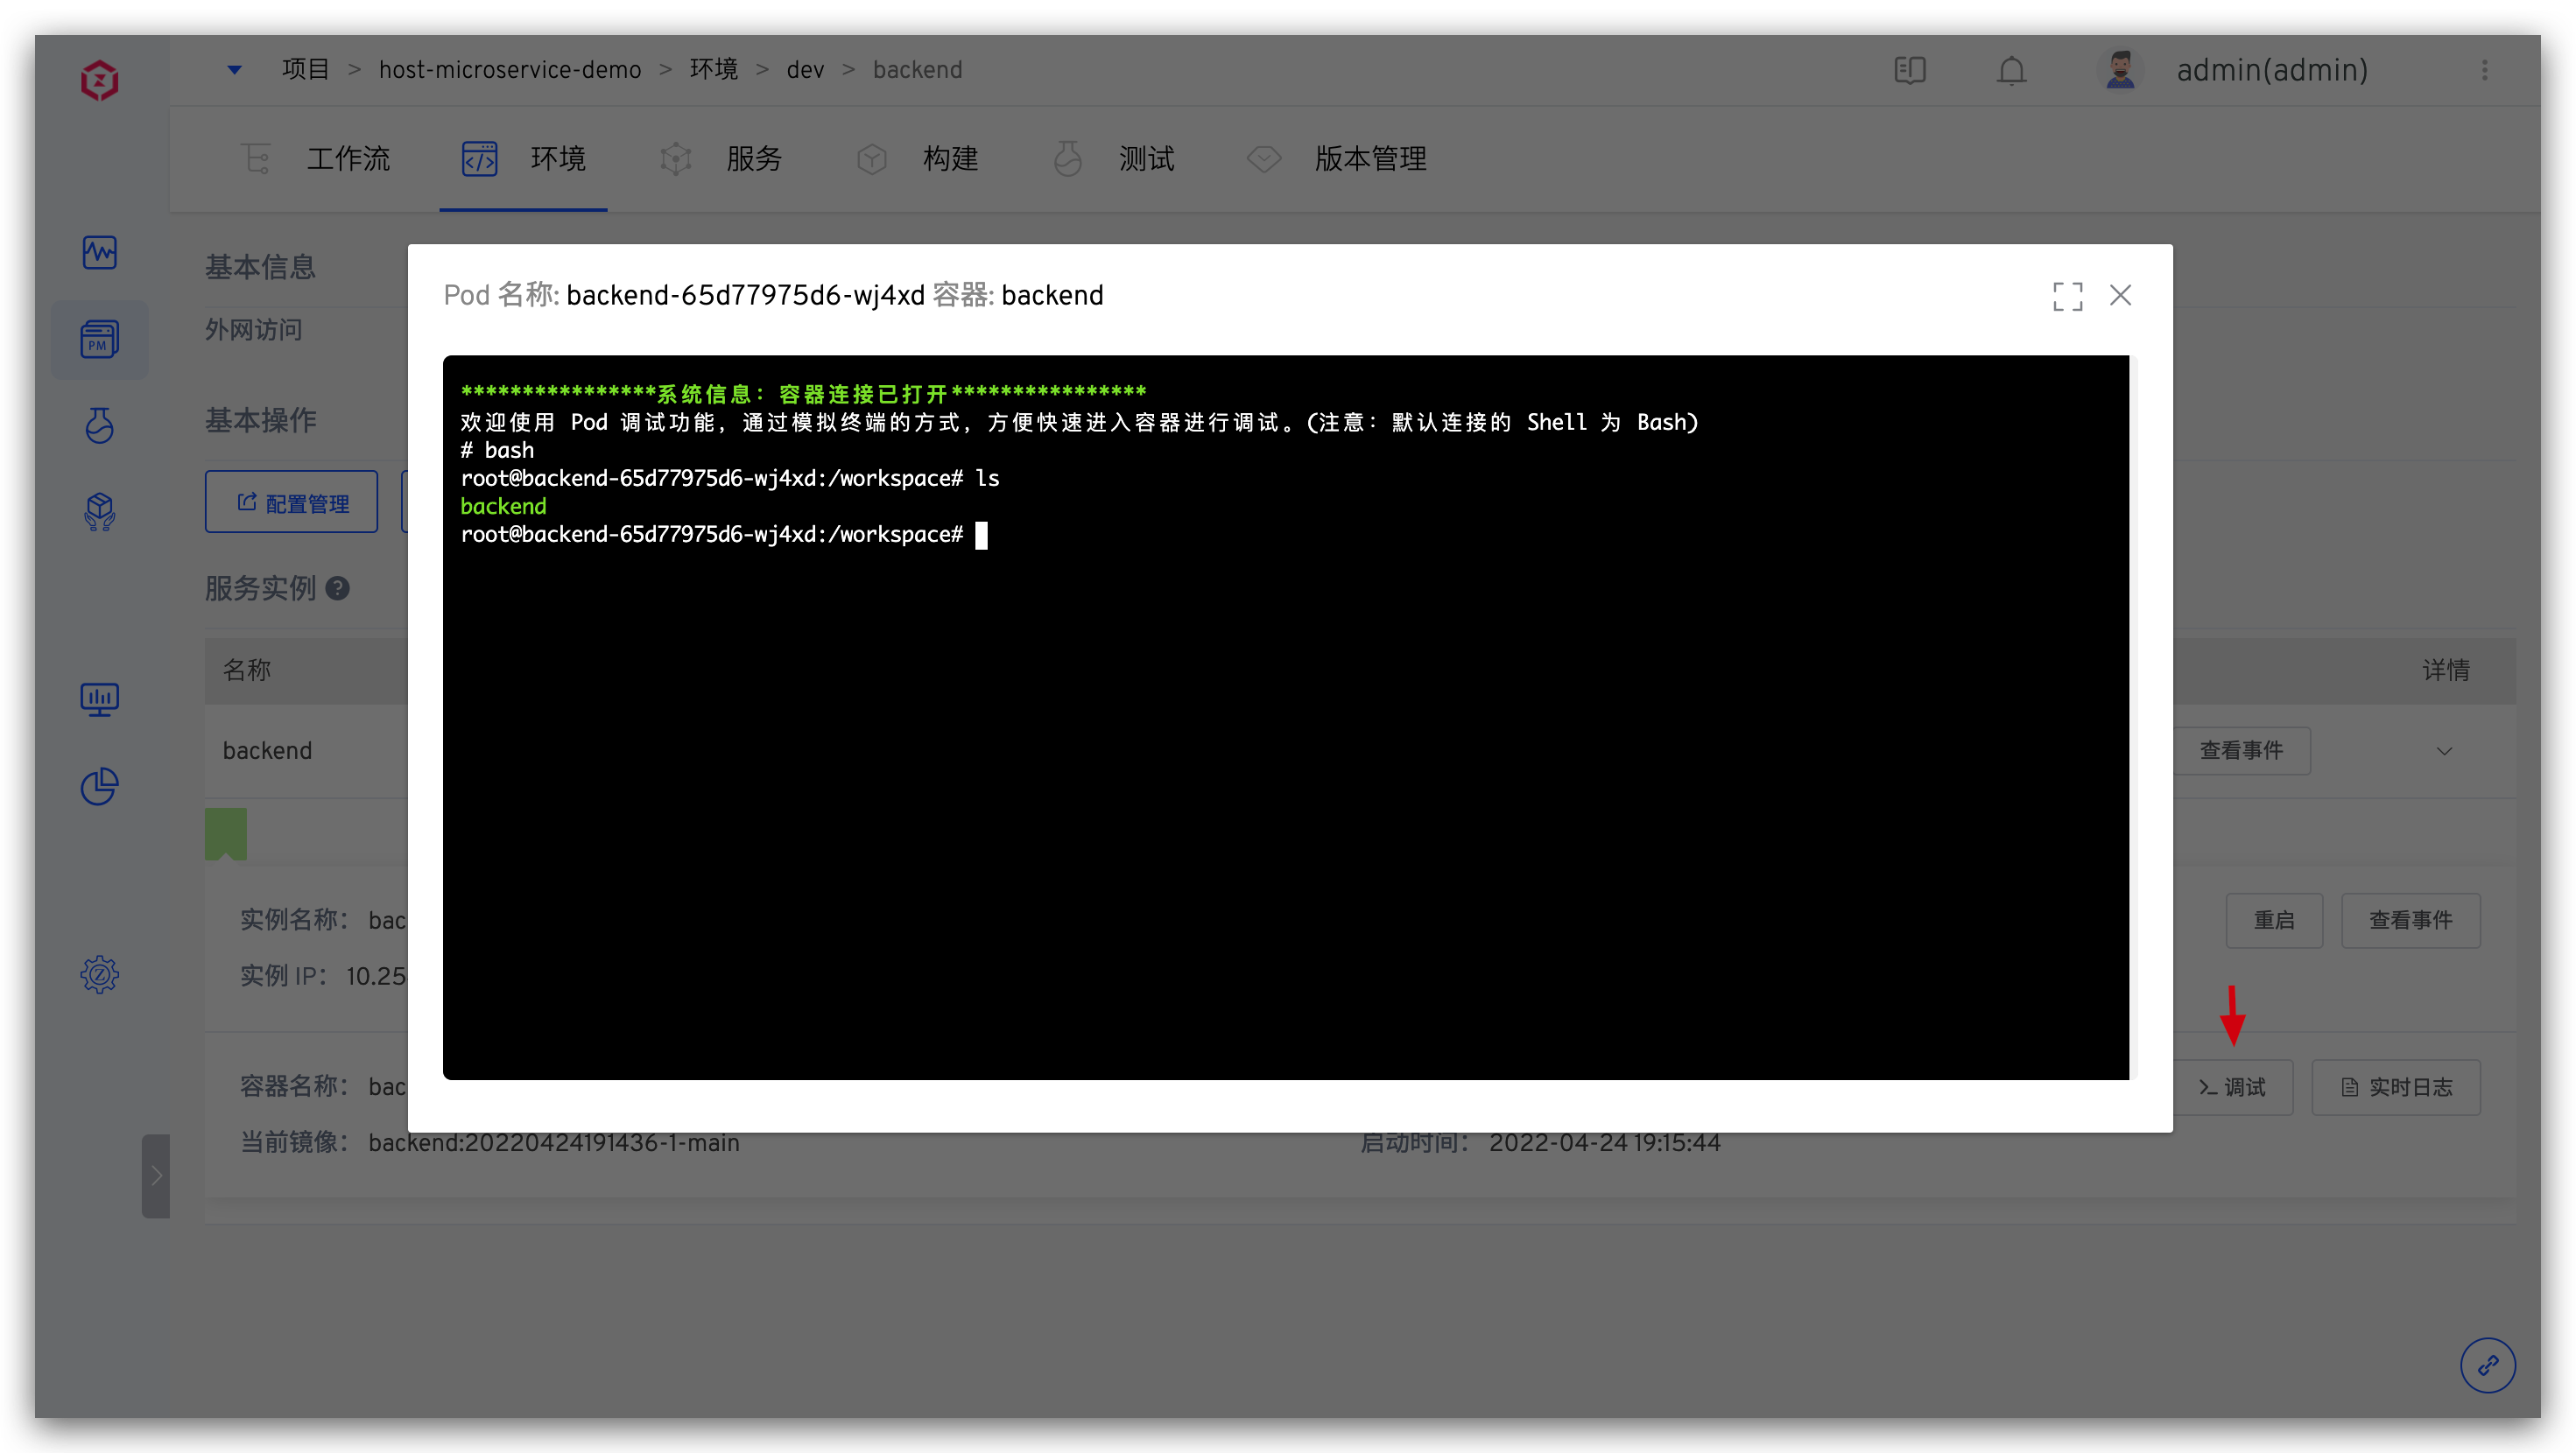 项目 > host-microservice-demo > 环境 > dev > backend
admin(admin)
工作流 环境 服务 构建 测试 版本管理
PM
基本信息
外网访问
基本操作
配置管理
服务实例 ?
名称 详情
backend 查看事件
实例名称： bac
重启 查看事件
实例 IP： 10.25
容器名称： bac
>_ 调试 实时日志
当前镜像： backend:20220424191436-1-main 启动时间： 2022-04-24 19:15:44
Pod 名称: backend-65d77975d6-wj4xd 容器: backend
****************系统信息：容器连接已打开****************
欢迎使用 Pod 调试功能，通过模拟终端的方式，方便快速进入容器进行调试。(注意：默认连接的 Shell 为 Bash)
# bash
root@backend-65d77975d6-wj4xd:/workspace# ls
backend
root@backend-65d77975d6-wj4xd:/workspace#